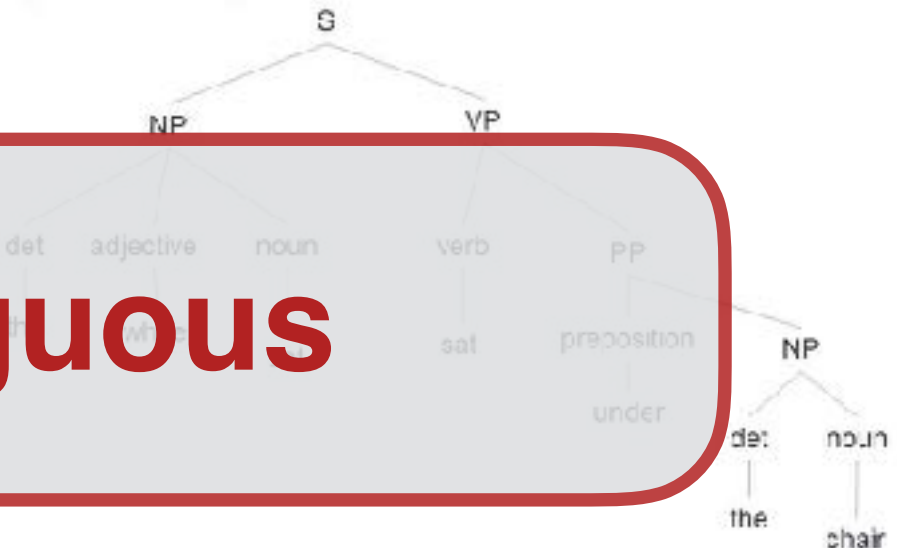 S
NP VP
det adjective noun verb PP
guous
sat preposition NP
under
det noun
the
chair